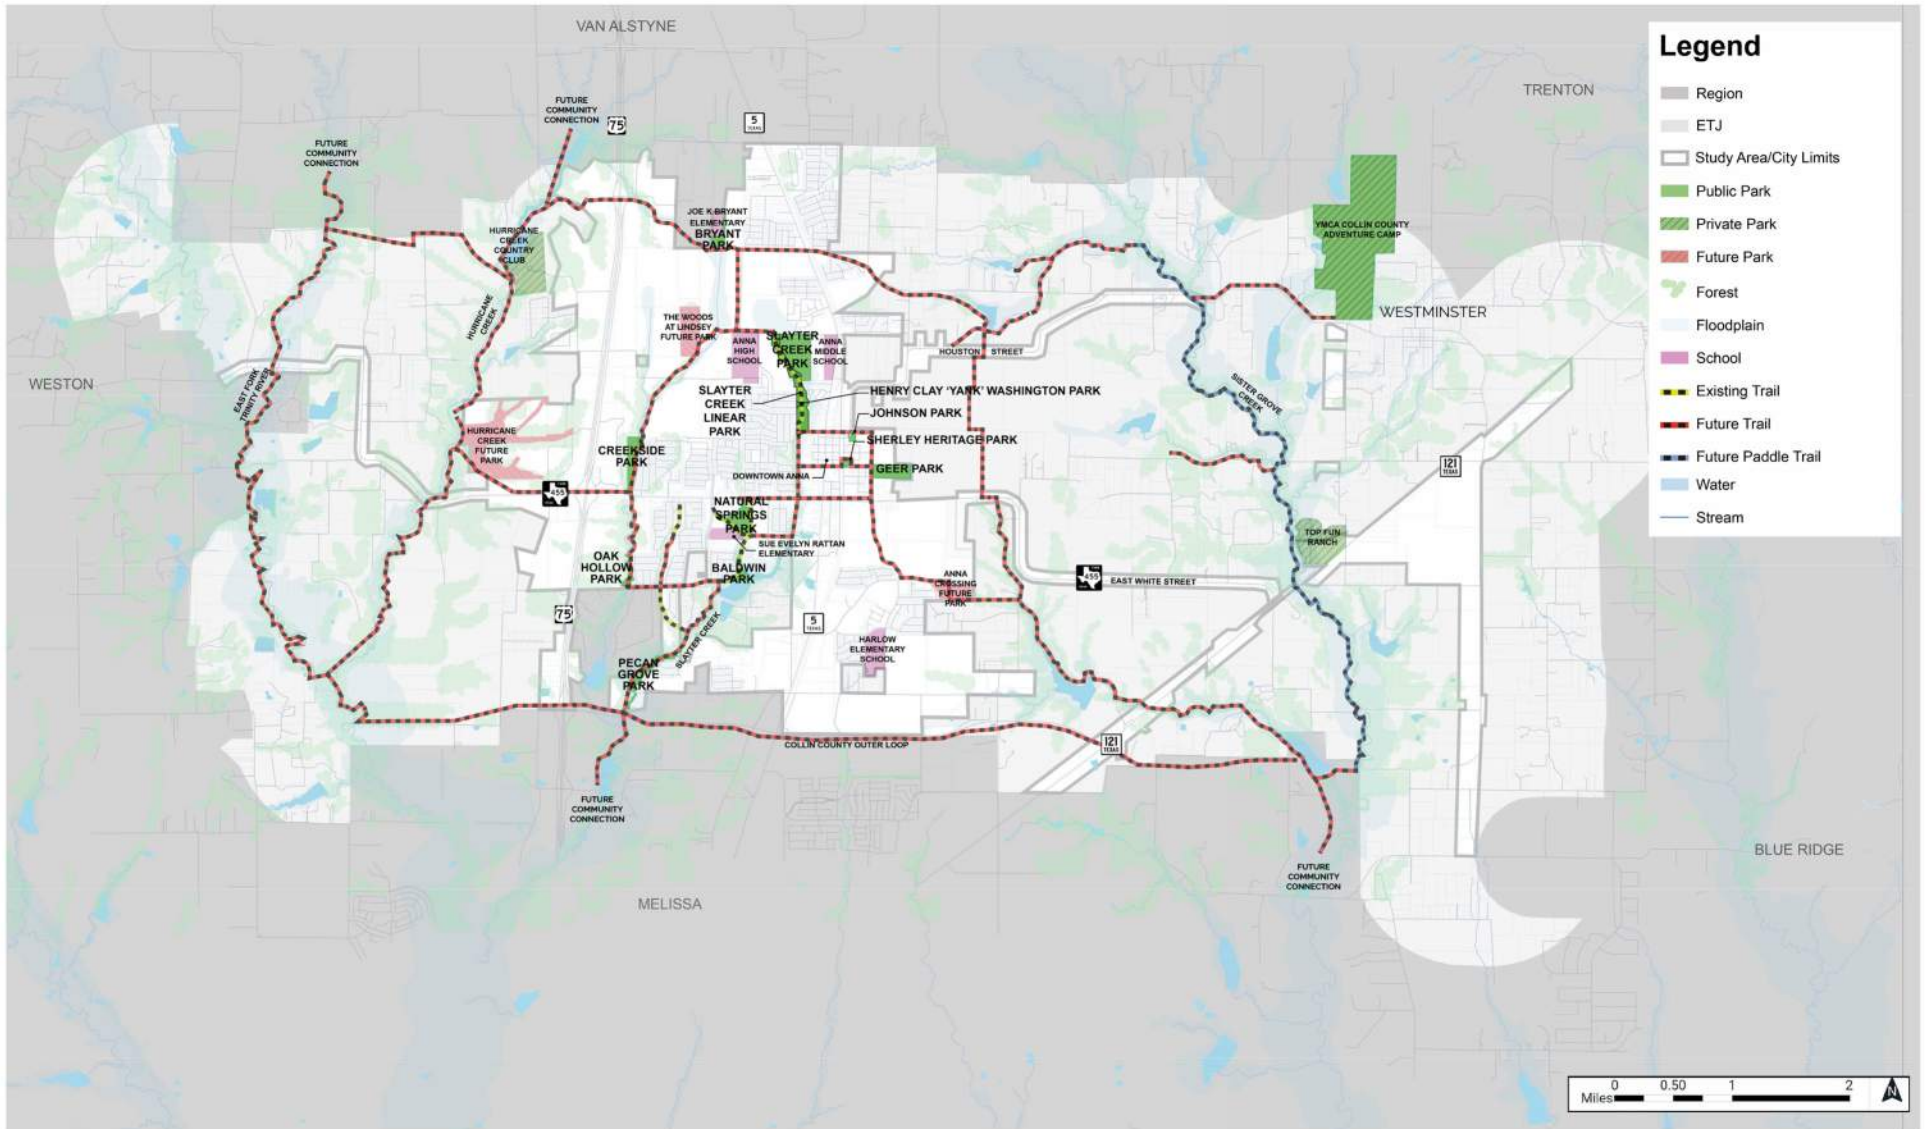 VAN ALSTYNE
Legend
Region
ETJ
Study Area/City Limits
Public Park
Private Park
Future Park
Forest
Floodplain
School
Existing Trail
Future Trail
Future Paddle Trail
Water
Stream
TRENTON
FUTURE
COMMUNITY
CONNECTION
75
5
TEXAS
FUTURE
COMMUNITY
CONNECTION
JOE K BRYANT
ELEMENTARY
BRYANT
PARK
HURRICANE
CREEK
COUNTRY
CLUB
YMCA COLLIN COUNTY
ADVENTURE CAMP
WESTMINSTER
HURRICANE
CREEK
THE WOODS
AT LINDSEY
FUTURE PARK
ANNA
HIGH
SCHOOL
SLAYTER
CREEK
PARK
ANNA
MIDDLE
SCHOOL
HOUSTON STREET
WESTON
EAST FORK
TRINITY RIVER
SLAYTER
CREEK
LINEAR
PARK
HENRY CLAY ‘YANK’ WASHINGTON PARK
JOHNSON PARK
SHERLEY HERITAGE PARK
SISTER GROVE
CREEK
HURRICANE
CREEK
FUTURE
PARK
CREEKSIDE
PARK
DOWNTOWN ANNA
GEER PARK
121
TEXAS
455
NATURAL
SPRINGS
PARK
SUE EVELYN RATTAN
ELEMENTARY
TOP FUN
RANCH
OAK
HOLLOW
PARK
BALDWIN
PARK
ANNA
CROSSING
FUTURE
PARK
455
EAST WHITE STREET
75
5
TEXAS
SLAYTER CREEK
HARLOW
ELEMENTARY
SCHOOL
PECAN
GROVE
PARK
COLLIN COUNTY OUTER LOOP
121
TEXAS
FUTURE
COMMUNITY
CONNECTION
FUTURE
COMMUNITY
CONNECTION
BLUE RIDGE
MELISSA
0 0.50 1 2
Miles
N